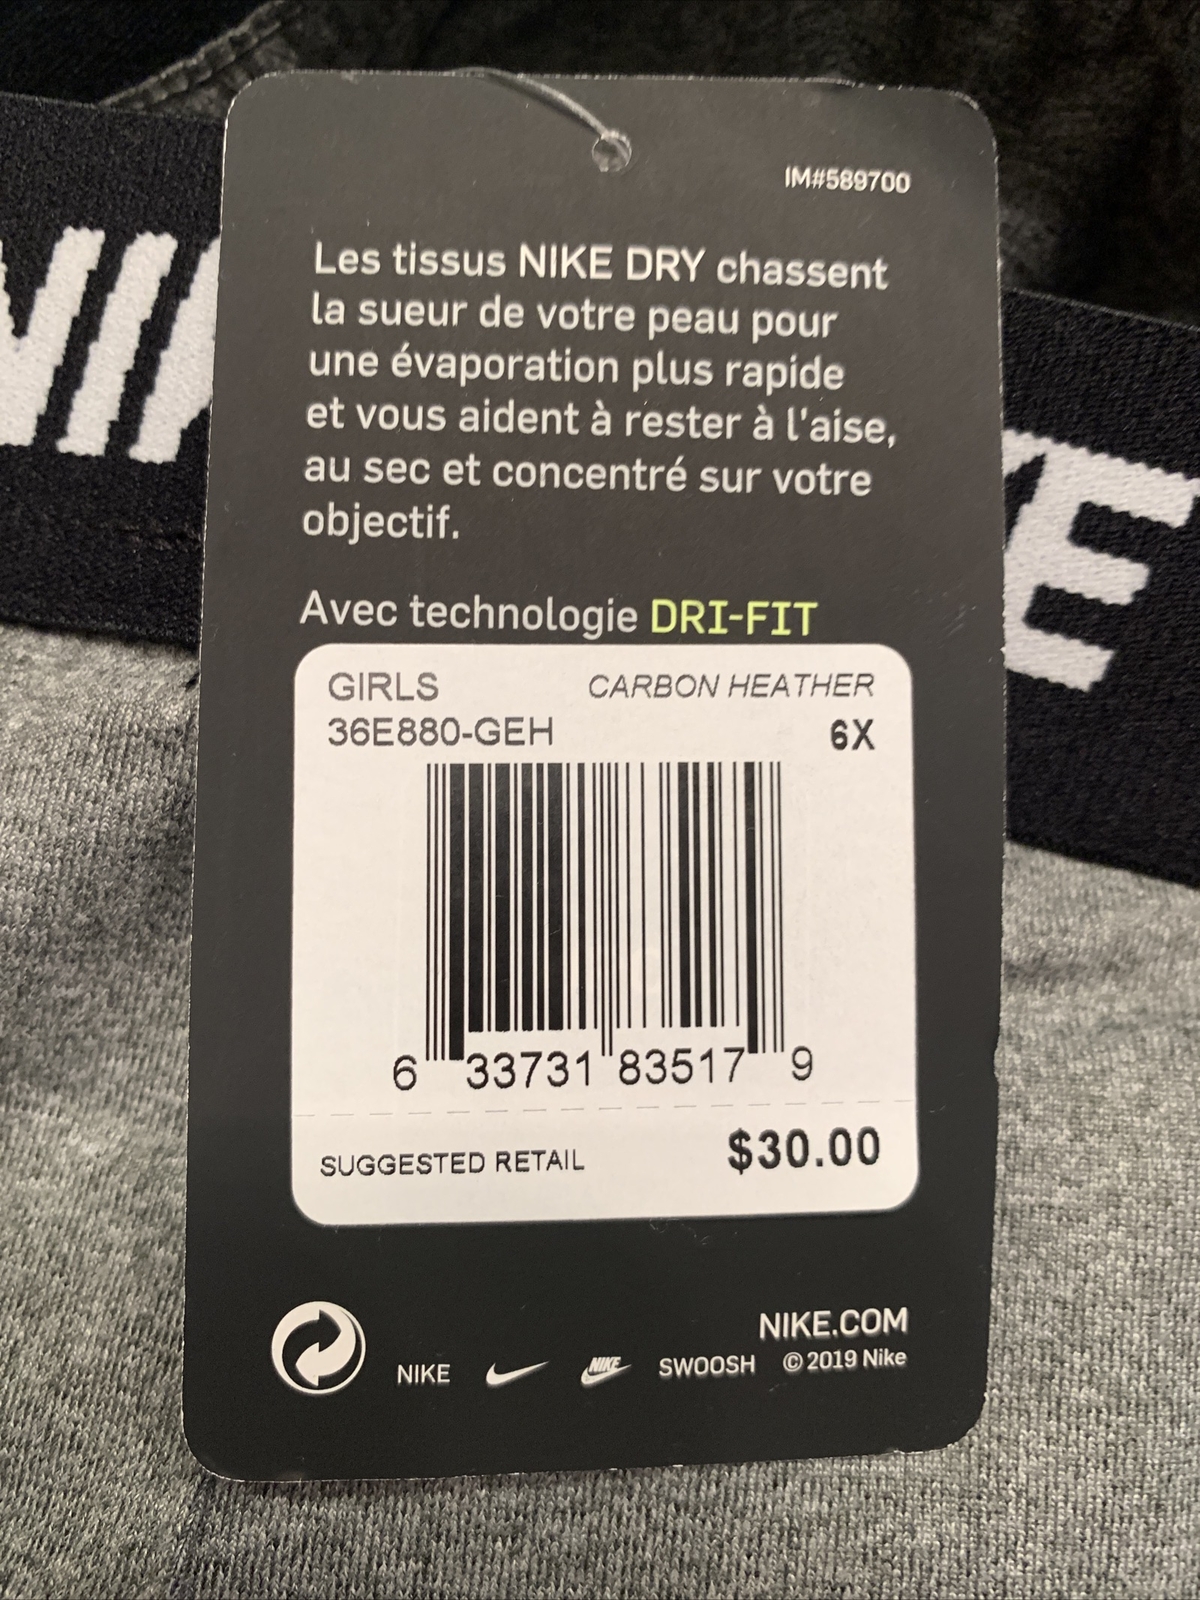 IM#589700
Les tissus NIKE DRY chassent
la sueur de votre peau pour
une évaporation plus rapide
et vous aident à rester à l'aise,
au sec et concentré sur votre
objectif.
Avec technologie DRI-FIT
GIRLS CARBON HEATHER
36E880-GEH 6X
6 33731 83517 9
SUGGESTED RETAIL $30.00
NIKE.COM
NIKE NIKE SWOOSH © 2019 Nike
NIKE